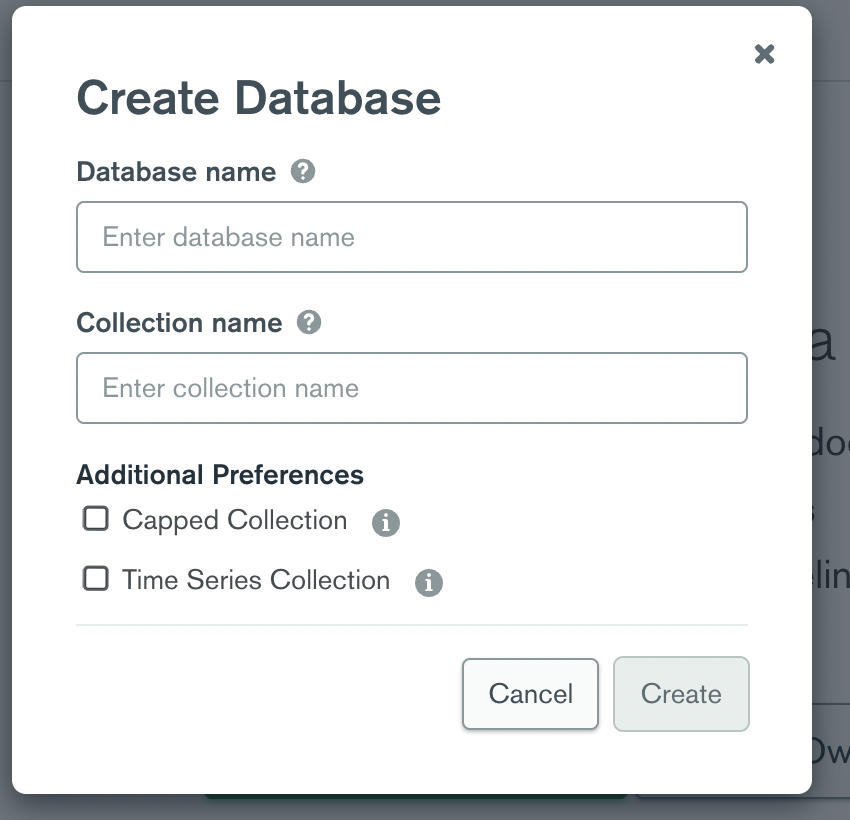 Create Database
Database name
Enter database name
Collection name
Enter collection name
Additional Preferences
Capped Collection
Time Series Collection
Cancel
Create